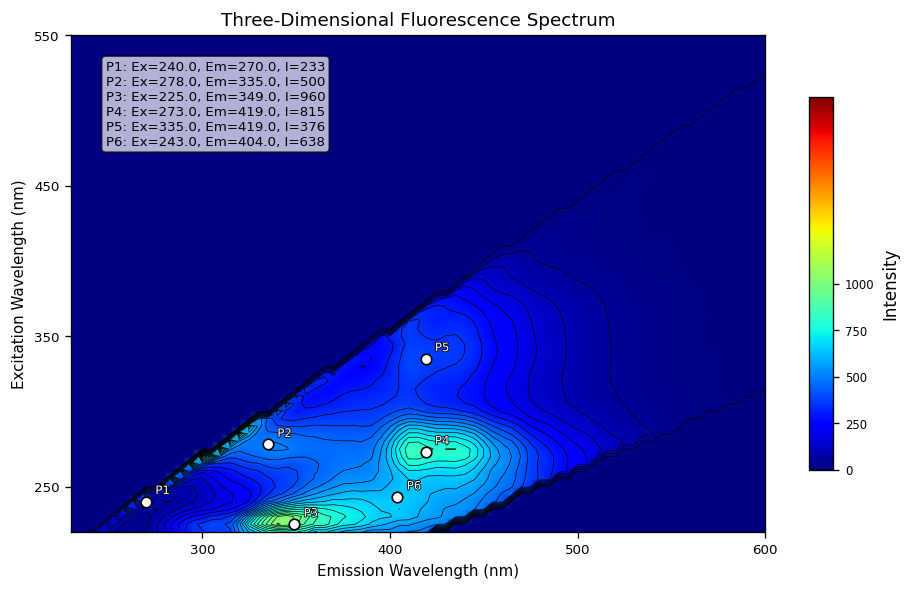 Three-Dimensional Fluorescence Spectrum
550
450
350
250
Excitation Wavelength (nm)
P1: Ex=240.0, Em=270.0, I=233
P2: Ex=278.0, Em=335.0, I=500
P3: Ex=225.0, Em=349.0, I=960
P4: Ex=273.0, Em=419.0, I=815
P5: Ex=335.0, Em=419.0, I=376
P6: Ex=243.0, Em=404.0, I=638
P5
P2
P4
P6
P1
P3
300
400
500
600
Emission Wavelength (nm)
1000
750
500
250
0
Intensity